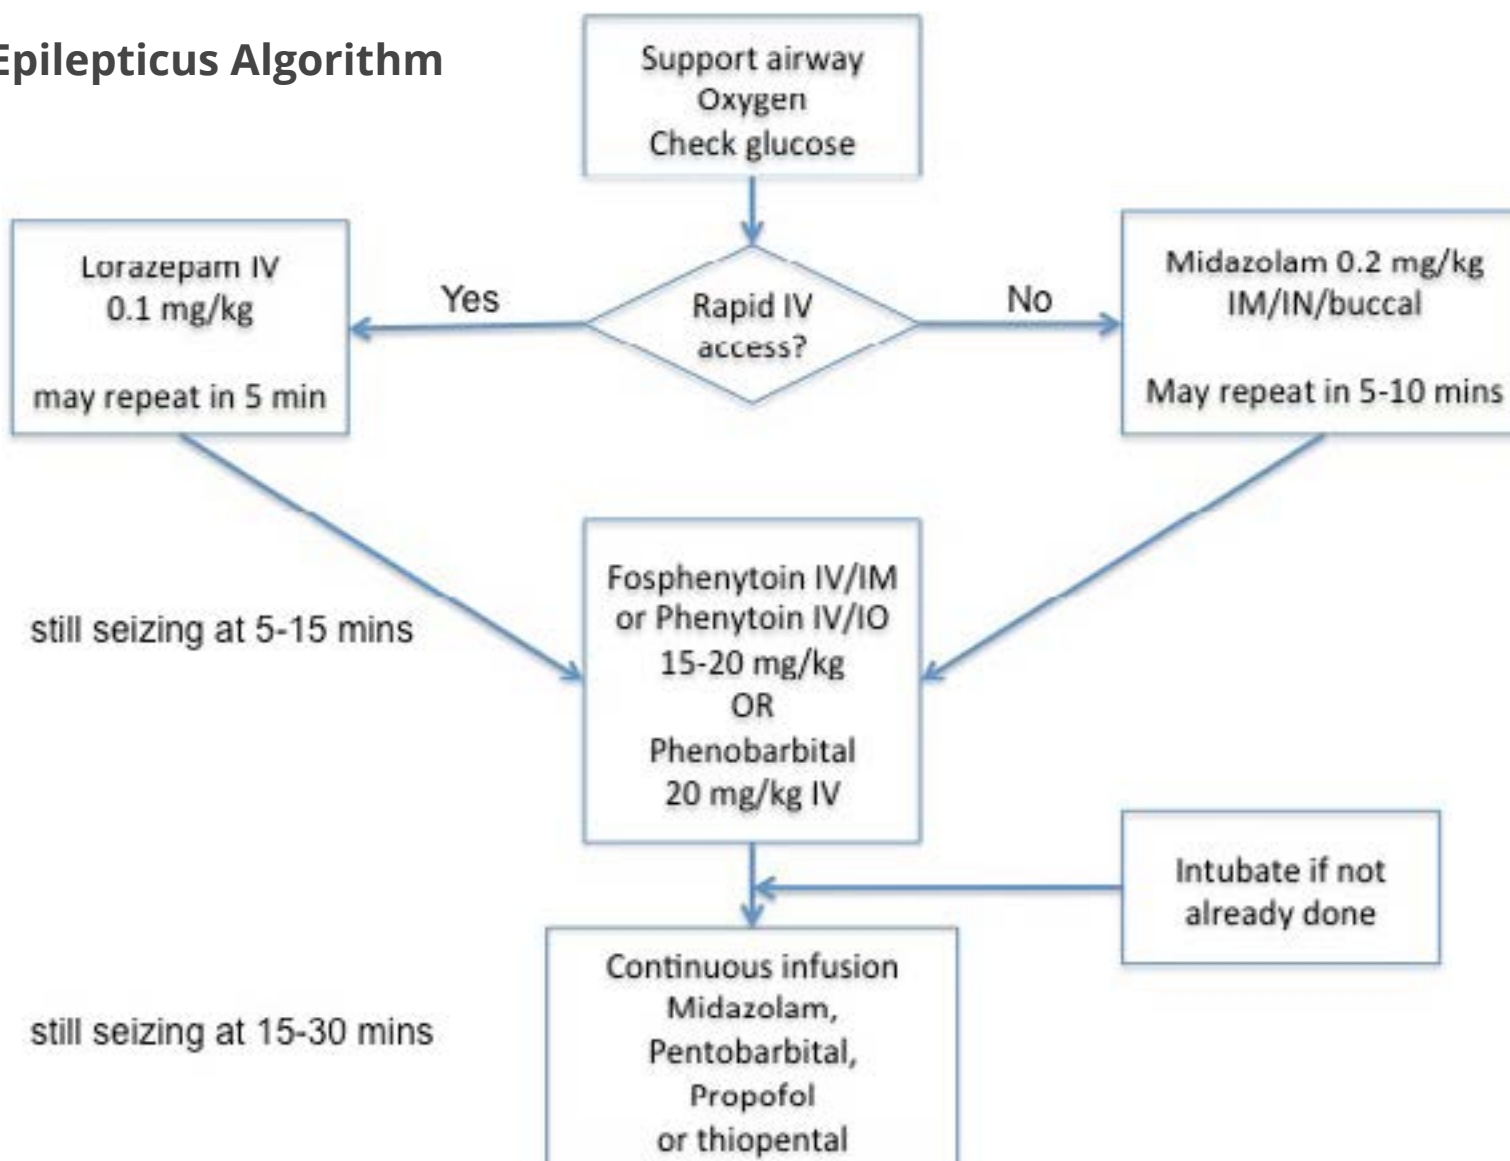 Epilepticus Algorithm
Support airway
Oxygen
Check glucose
Lorazepam IV
0.1 mg/kg
may repeat in 5 min
Yes
Rapid IV
access?
No
Midazolam 0.2 mg/kg
IM/IN/buccal
May repeat in 5-10 mins
still seizing at 5-15 mins
Fosphenytoin IV/IM
or Phenytoin IV/IO
15-20 mg/kg
OR
Phenobarbital
20 mg/kg IV
Intubate if not
already done
still seizing at 15-30 mins
Continuous infusion
Midazolam,
Pentobarbital,
Propofol
or thiopental